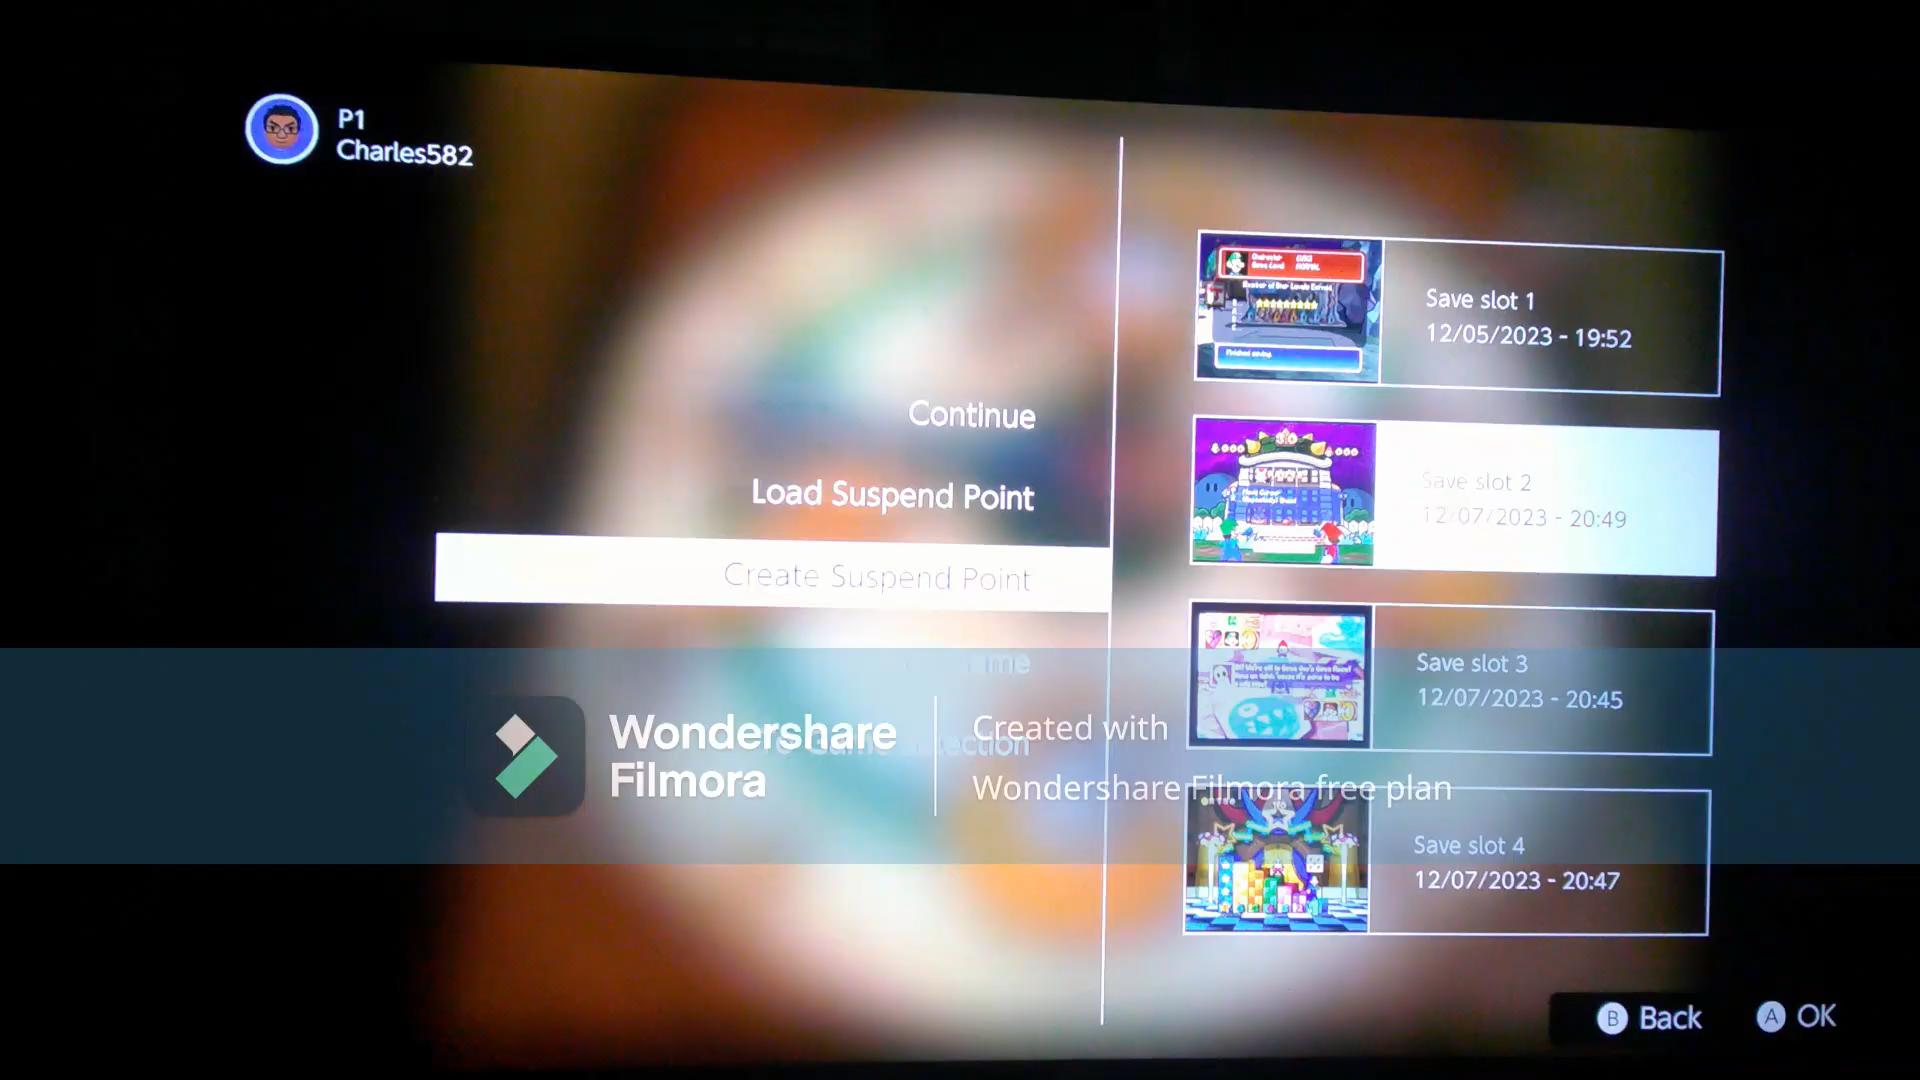 P1
Charles582
Continue
Load Suspend Point
Create Suspend Point
Save slot 1
12/05/2023 - 19:52
Save slot 2
12/07/2023 - 20:49
Save slot 3
12/07/2023 - 20:45
Save slot 4
12/07/2023 - 20:47
Finished saving.
Wondershare
Filmora
Created with
Wondershare Filmora free plan
B Back
A OK